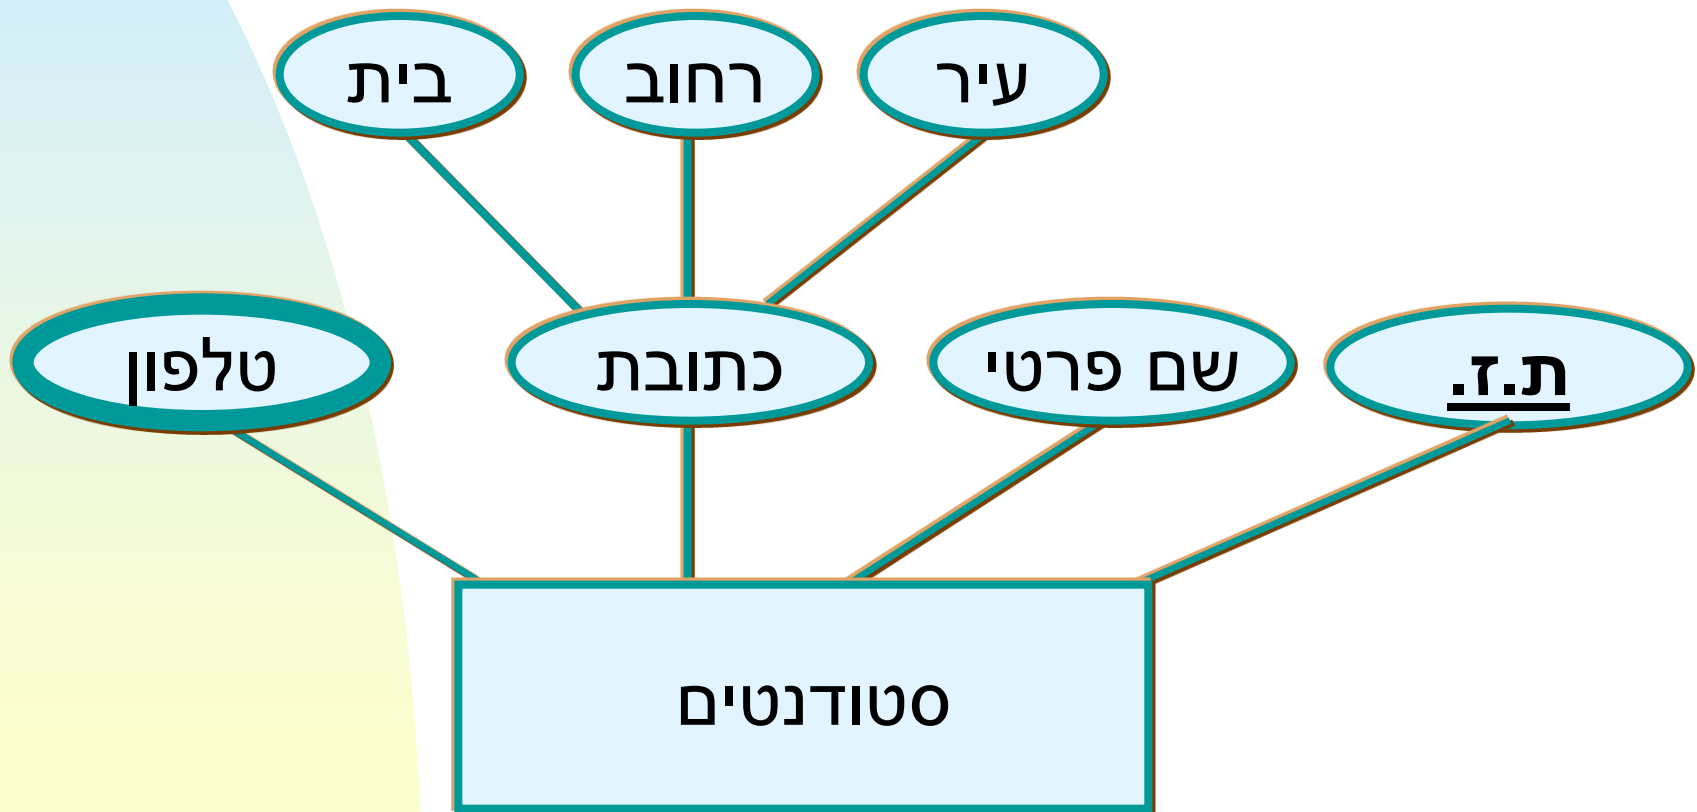 עיר
רחוב
בית
ת.ז.
שם פרטי
כתובת
טלפון
סטודנטים